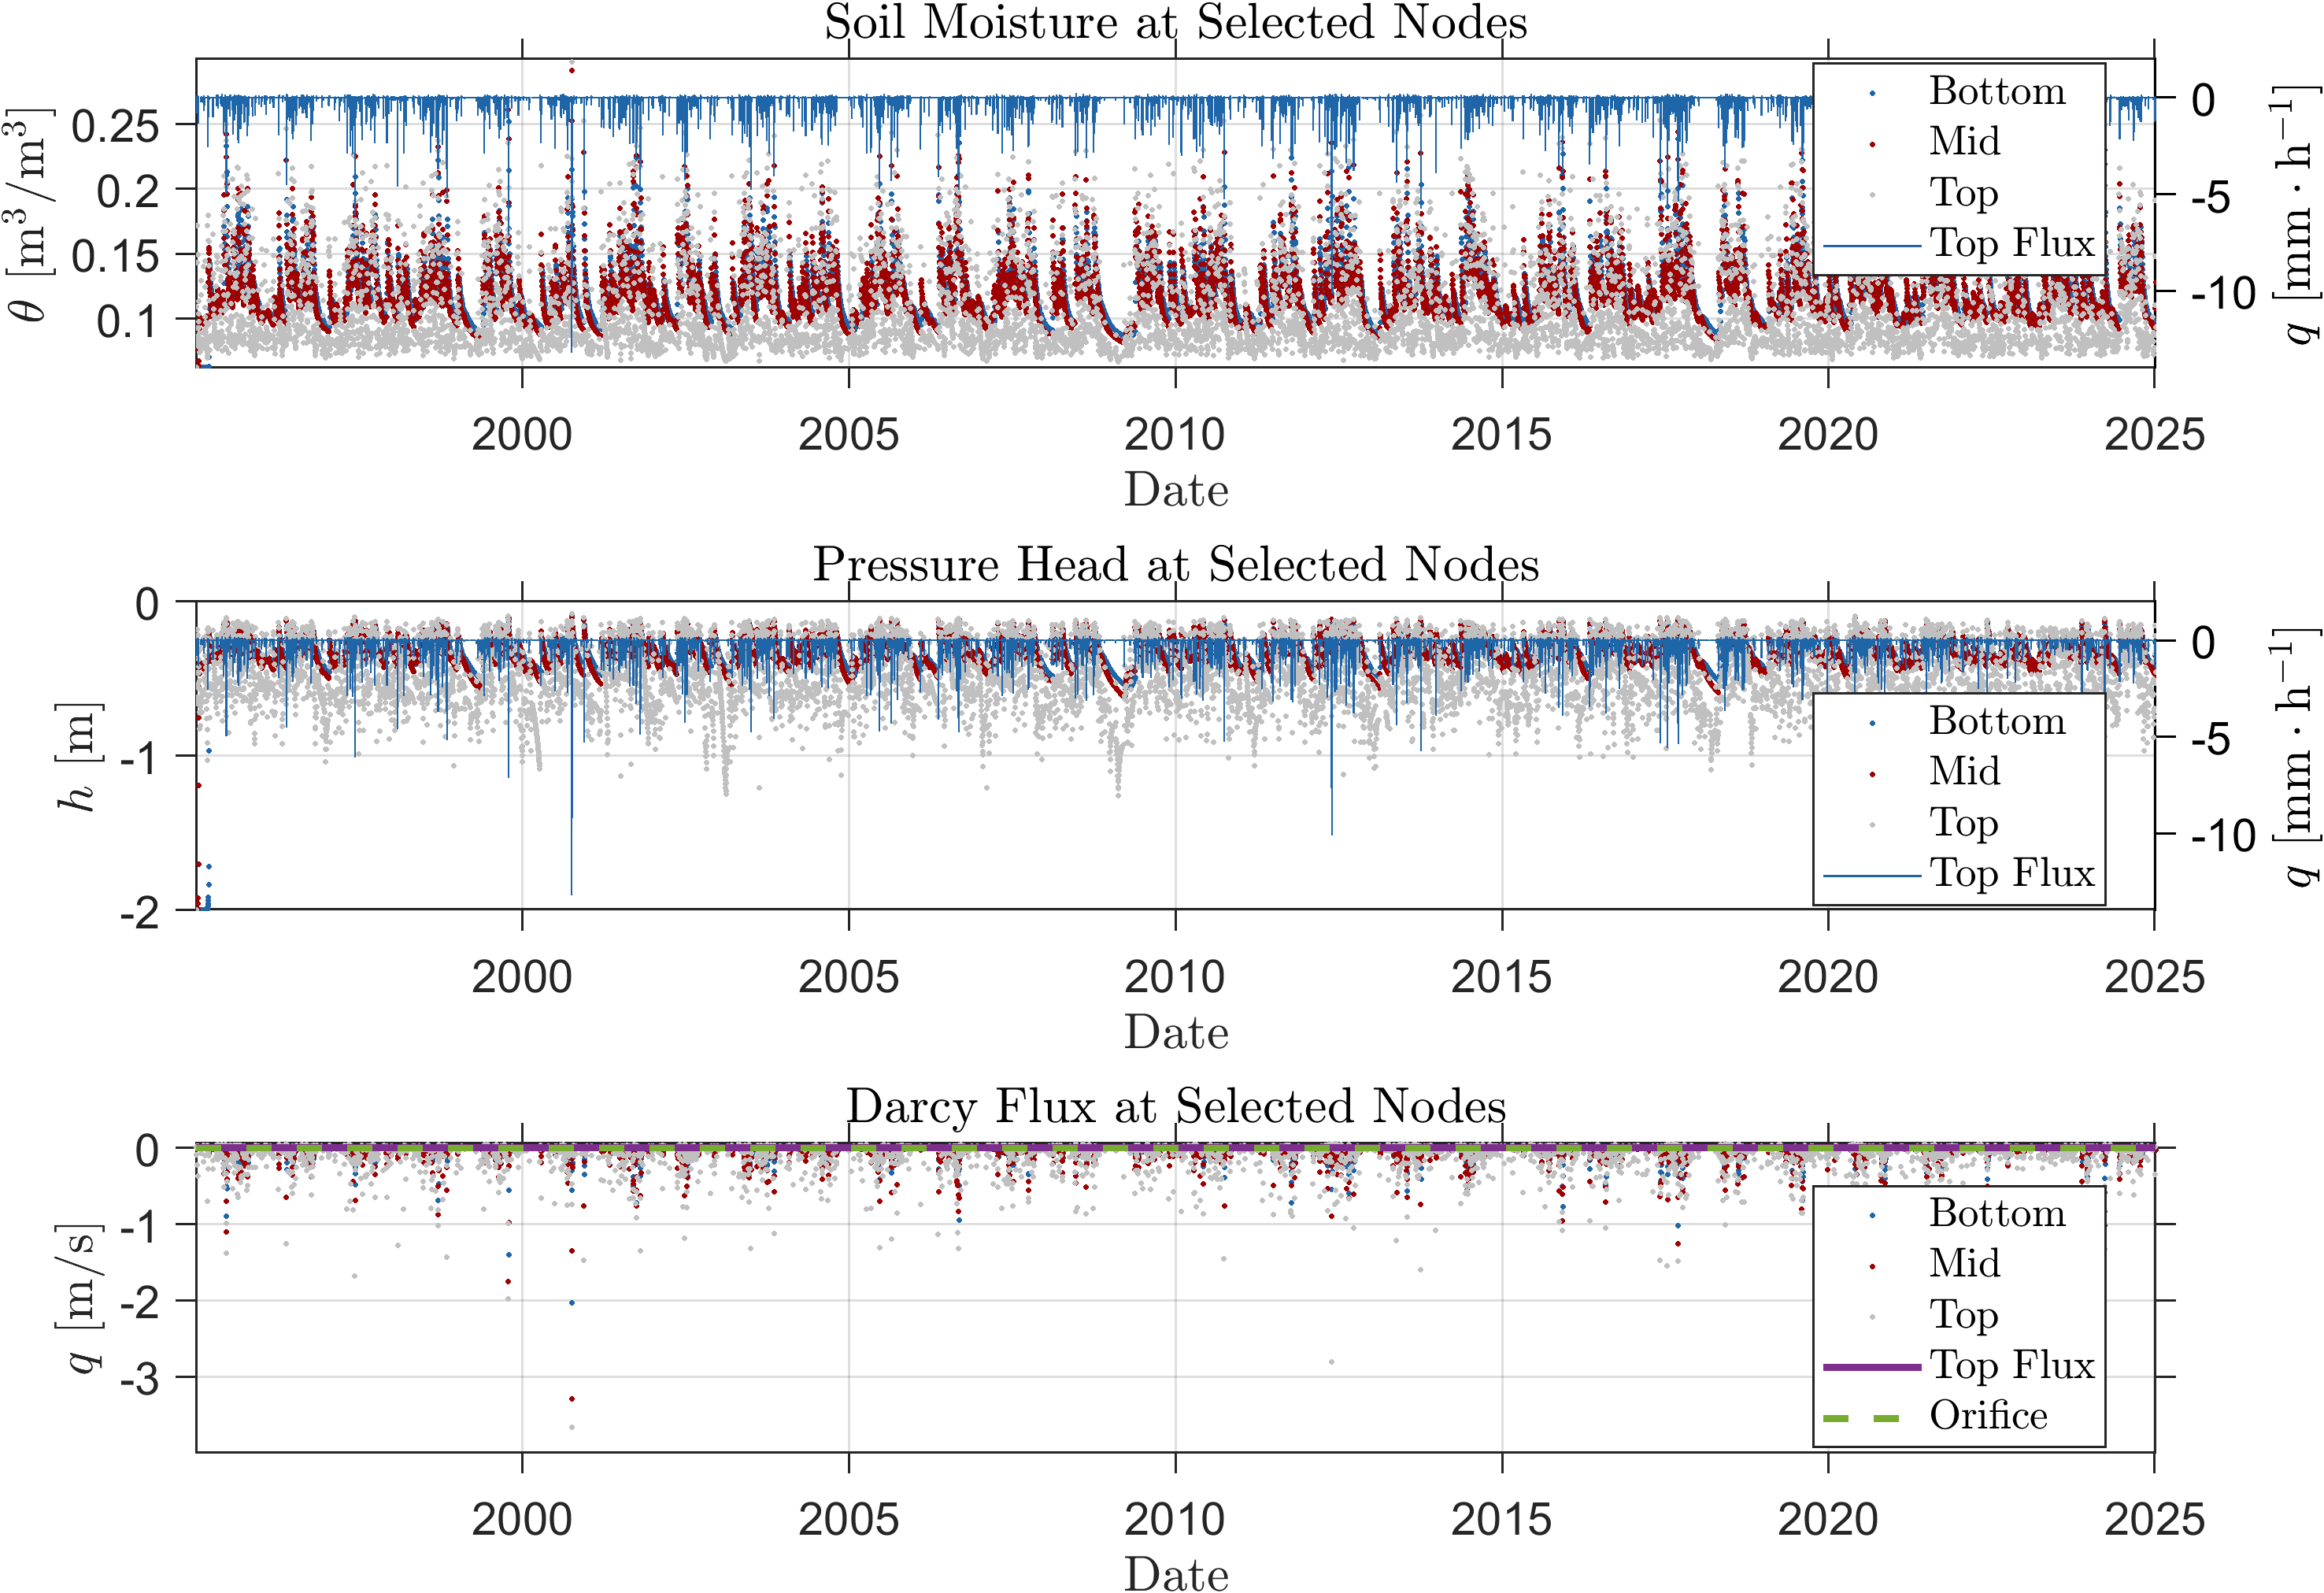 Soil Moisture at Selected Nodes
θ [m³/m³]
0.25
0.2
0.15
0.1
0
-5
-10
q [mm · h⁻¹]
Bottom
Mid
Top
Top Flux
2000 2005 2010 2015 2020 2025
Date
Pressure Head at Selected Nodes
h [m]
0
-1
-2
0
-5
-10
q [mm · h⁻¹]
Bottom
Mid
Top
Top Flux
2000 2005 2010 2015 2020 2025
Date
Darcy Flux at Selected Nodes
q [m/s]
0
-1
-2
-3
Bottom
Mid
Top
Top Flux
Orifice
2000 2005 2010 2015 2020 2025
Date